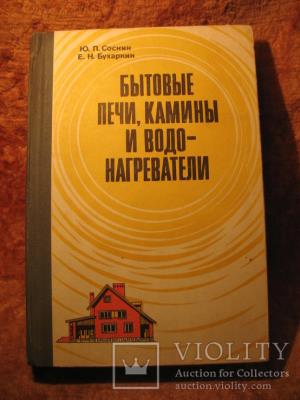 Ю. П. Соснин
Е. Н. Бухаркин
БЫТОВЫЕ
ПЕЧИ, КАМИНЫ
И ВОДО-
НАГРЕВАТЕЛИ
VIOLITY
Auction for Collectors
auction.violity.com